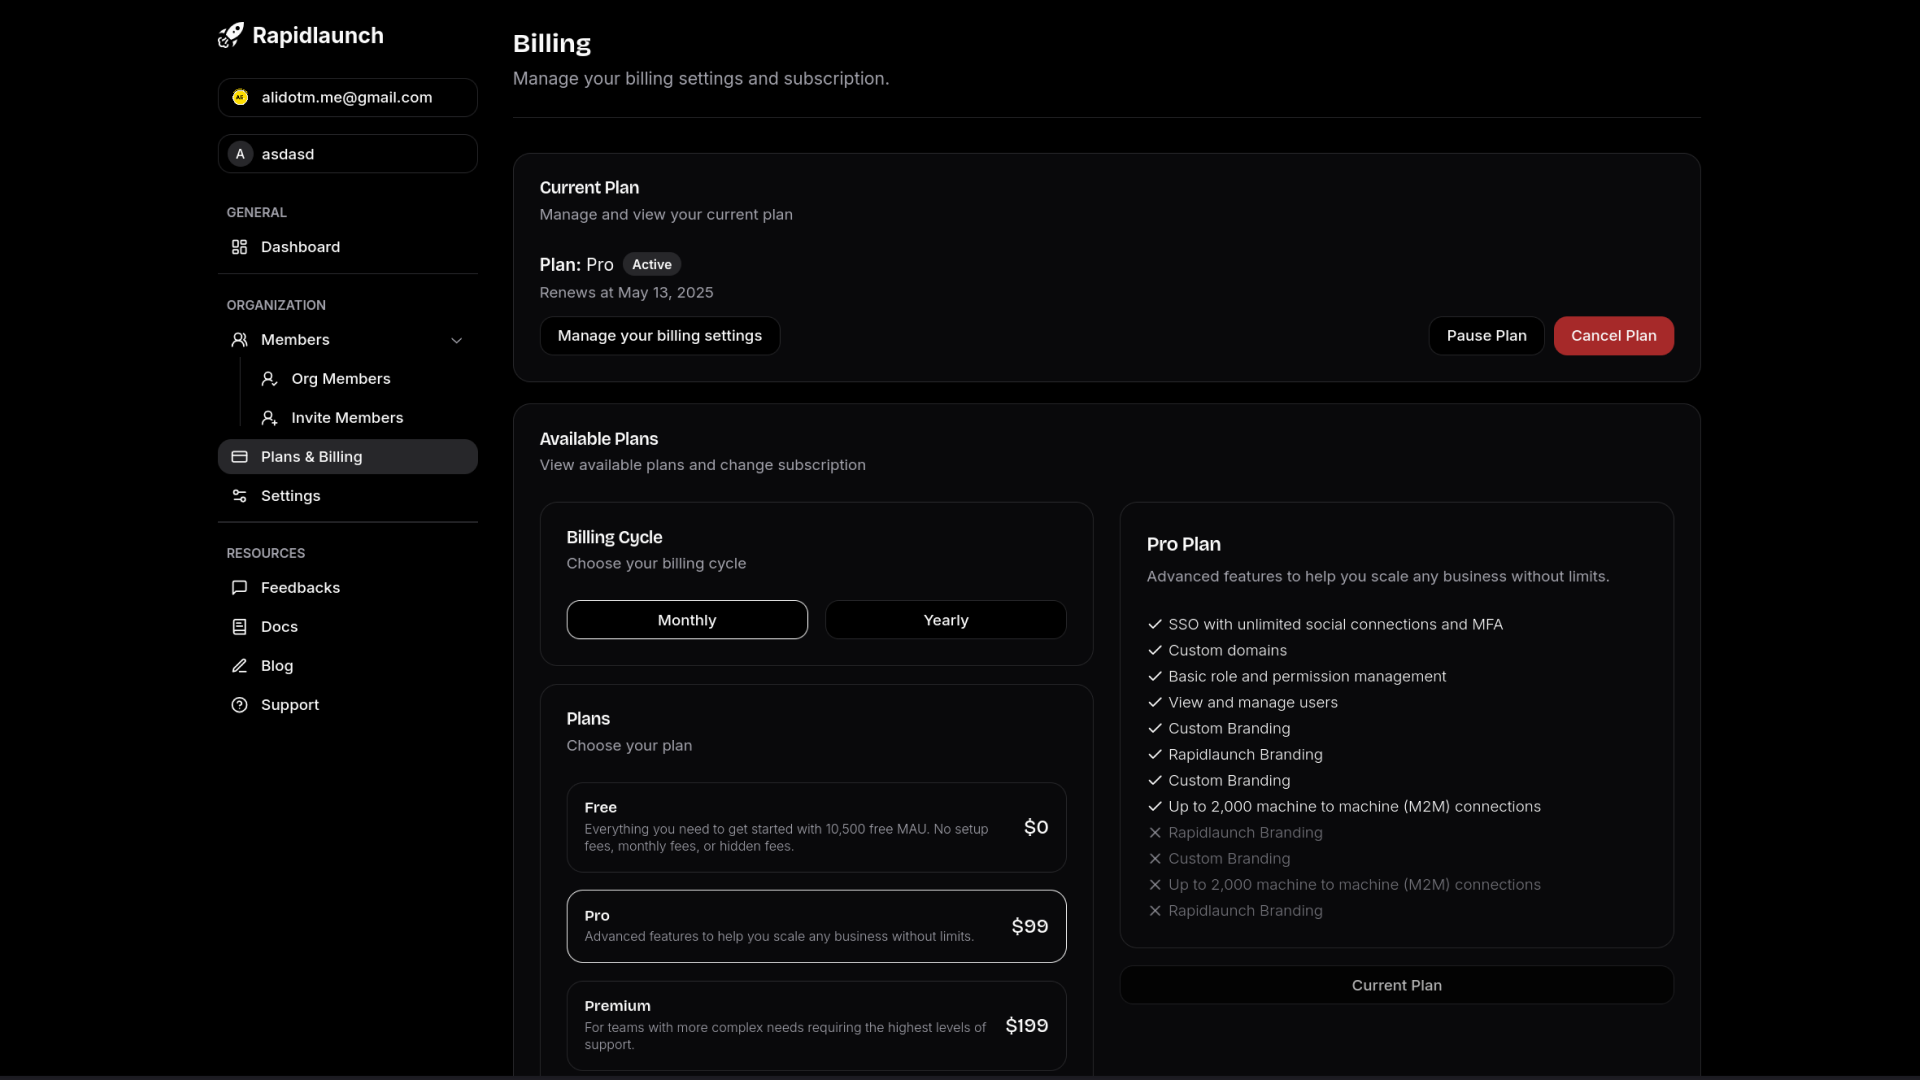 Rapidlaunch
alidotm.me@gmail.com
A asdasd
GENERAL
Dashboard
ORGANIZATION
Members
Org Members
Invite Members
Plans & Billing
Settings
RESOURCES
Feedbacks
Docs
Blog
Support
Billing
Manage your billing settings and subscription.
Current Plan
Manage and view your current plan
Plan: Pro Active
Renews at May 13, 2025
Manage your billing settings
Pause Plan
Cancel Plan
Available Plans
View available plans and change subscription
Billing Cycle
Choose your billing cycle
Monthly
Yearly
Plans
Choose your plan
Free
Everything you need to get started with 10,500 free MAU. No setup
fees, monthly fees, or hidden fees.
$0
Pro
Advanced features to help you scale any business without limits.
$99
Premium
For teams with more complex needs requiring the highest levels of
support.
$199
Pro Plan
Advanced features to help you scale any business without limits.
SSO with unlimited social connections and MFA
Custom domains
Basic role and permission management
View and manage users
Custom Branding
Rapidlaunch Branding
Custom Branding
Up to 2,000 machine to machine (M2M) connections
Rapidlaunch Branding
Custom Branding
Up to 2,000 machine to machine (M2M) connections
Rapidlaunch Branding
Current Plan